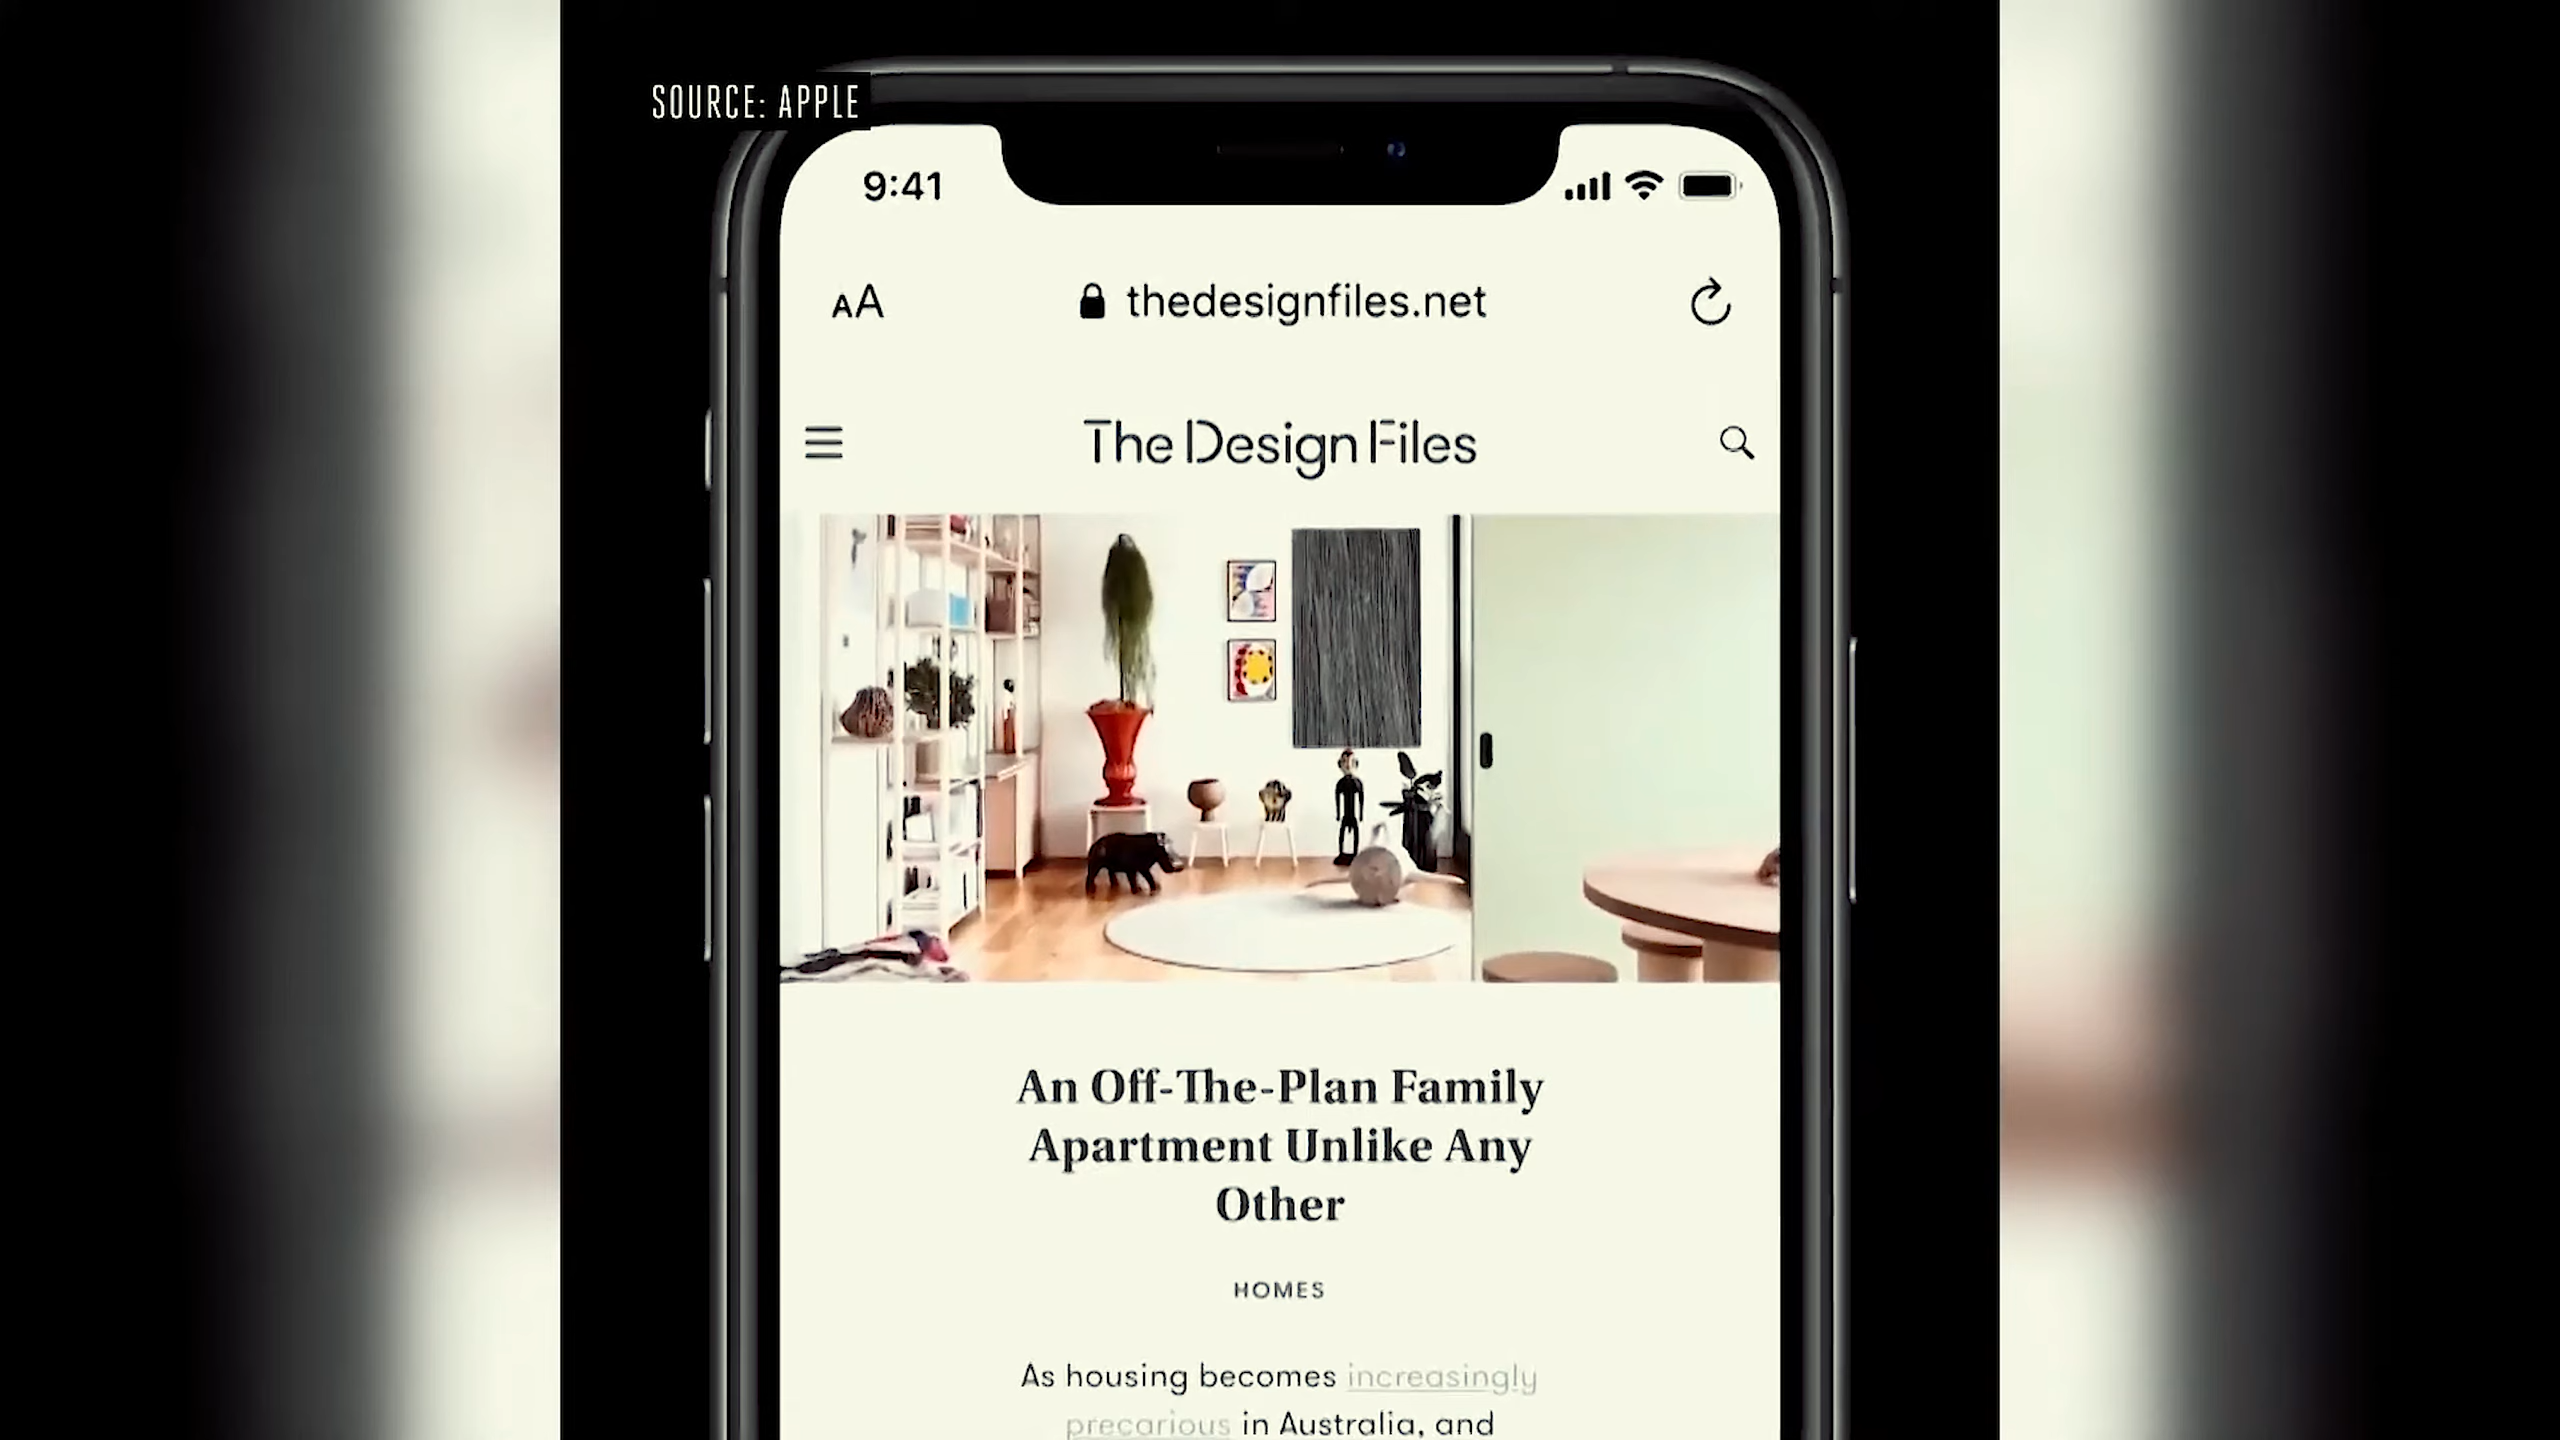 SOURCE: APPLE
9:41
AA
thedesignfiles.net
The Design Files
An Off-The-Plan Family
Apartment Unlike Any
Other
HOMES
As housing becomes increasingly
precarious in Australia, and